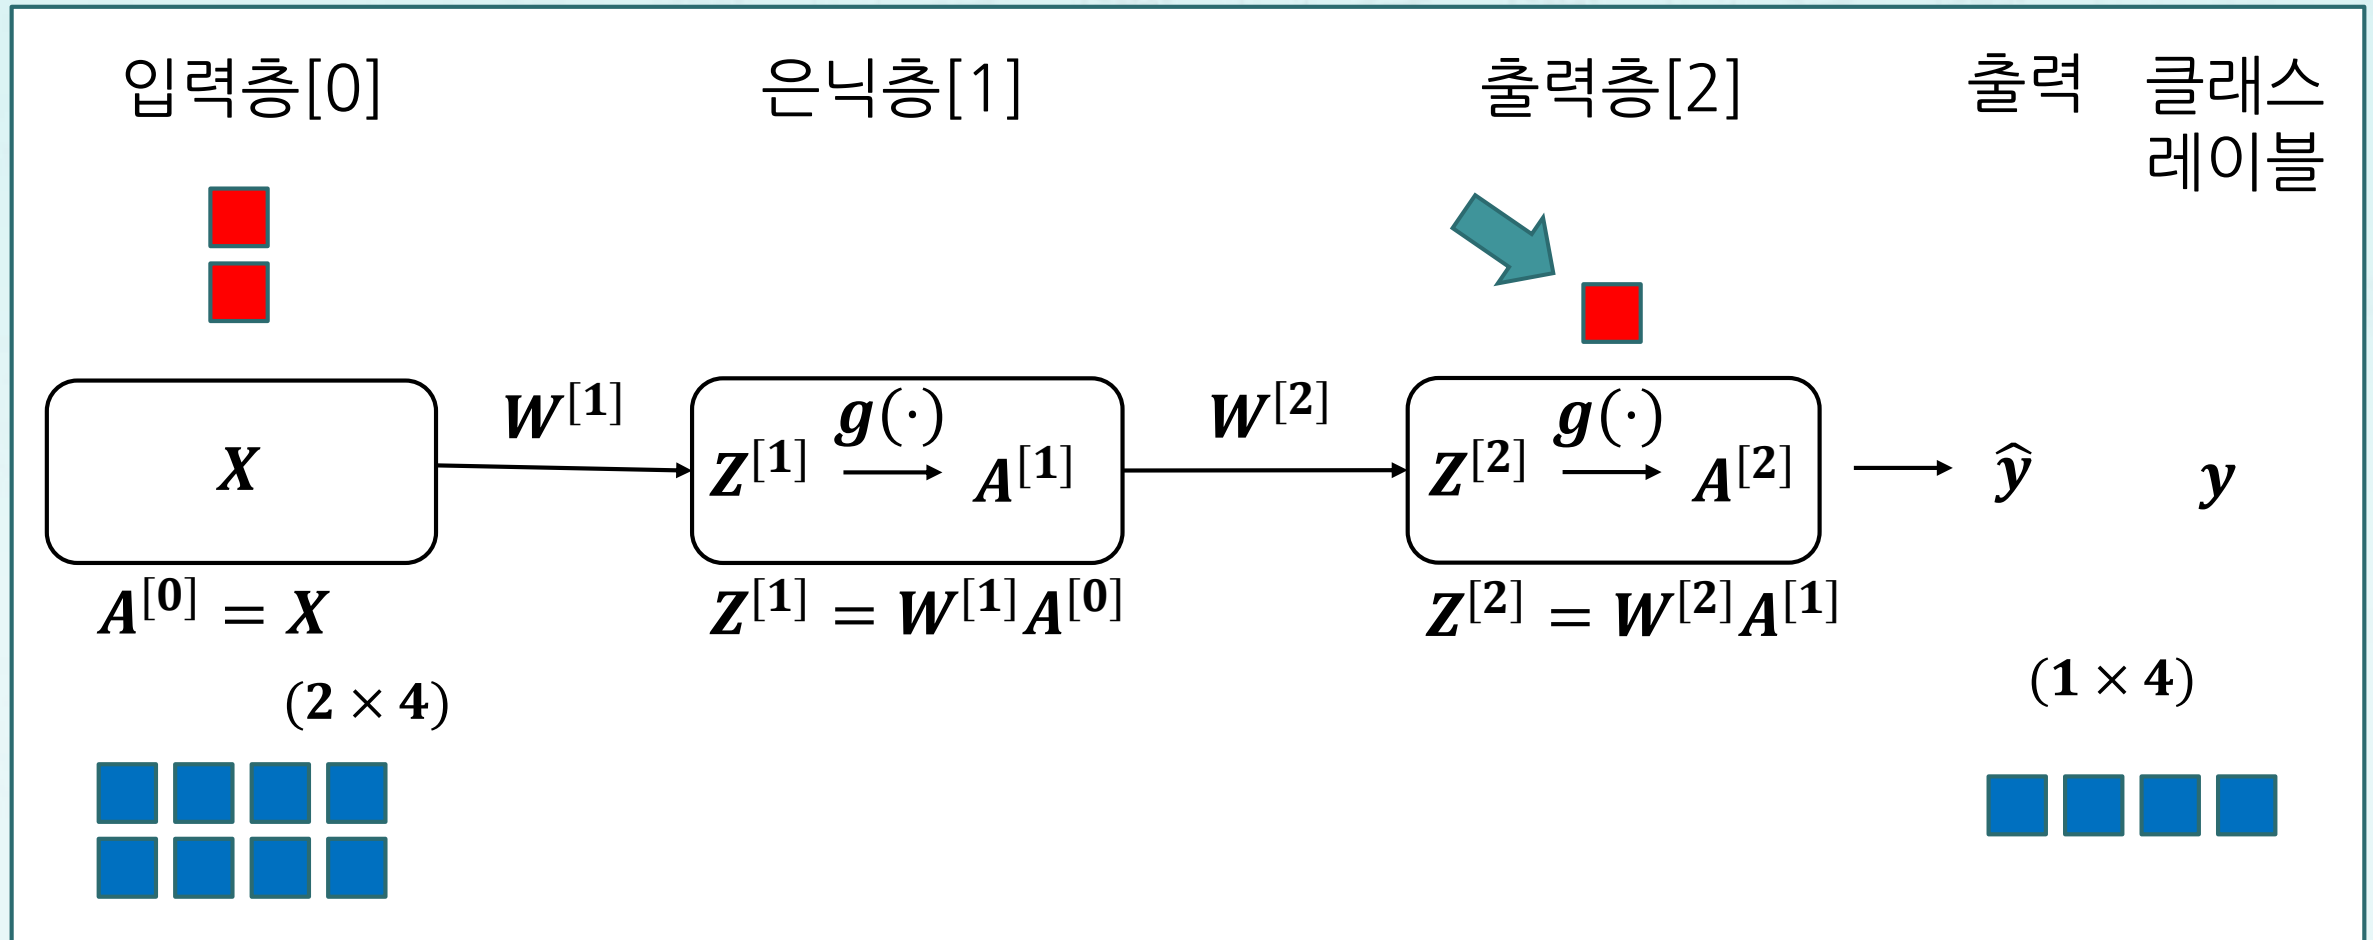 입력층[0]
은닉층[1]
출력층[2]
출력
클래스
레이블
X
W^[1]
Z^[1] g(·) A^[1]
W^[2]
Z^[2] g(·) A^[2]
ŷ
y
A^[0] = X
Z^[1] = W^[1]A^[0]
Z^[2] = W^[2]A^[1]
(2 × 4)
(1 × 4)